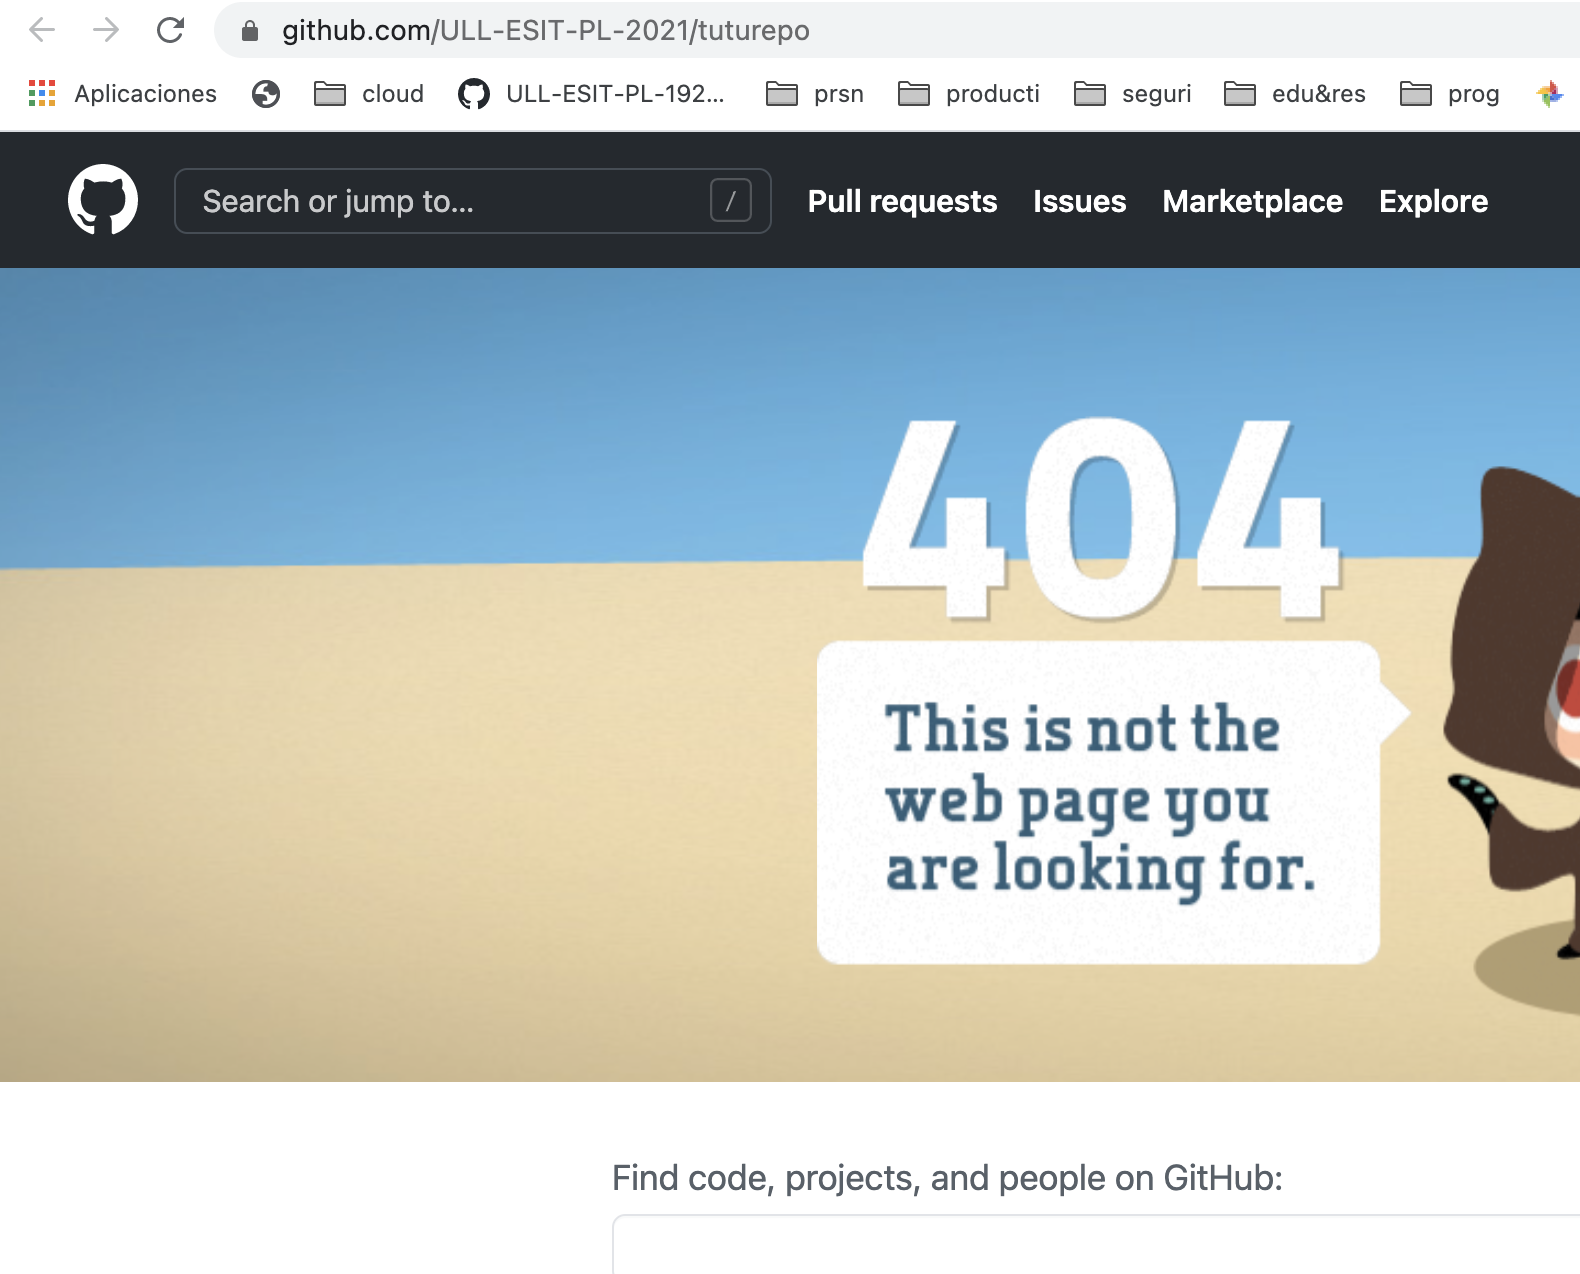 github.com/ULL-ESIT-PL-2021/tuturepo
Aplicaciones cloud ULL-ESIT-PL-192... prsn producti seguri edu&res prog
Search or jump to... / Pull requests Issues Marketplace Explore
404
This is not the
web page you
are looking for.
Find code, projects, and people on GitHub: